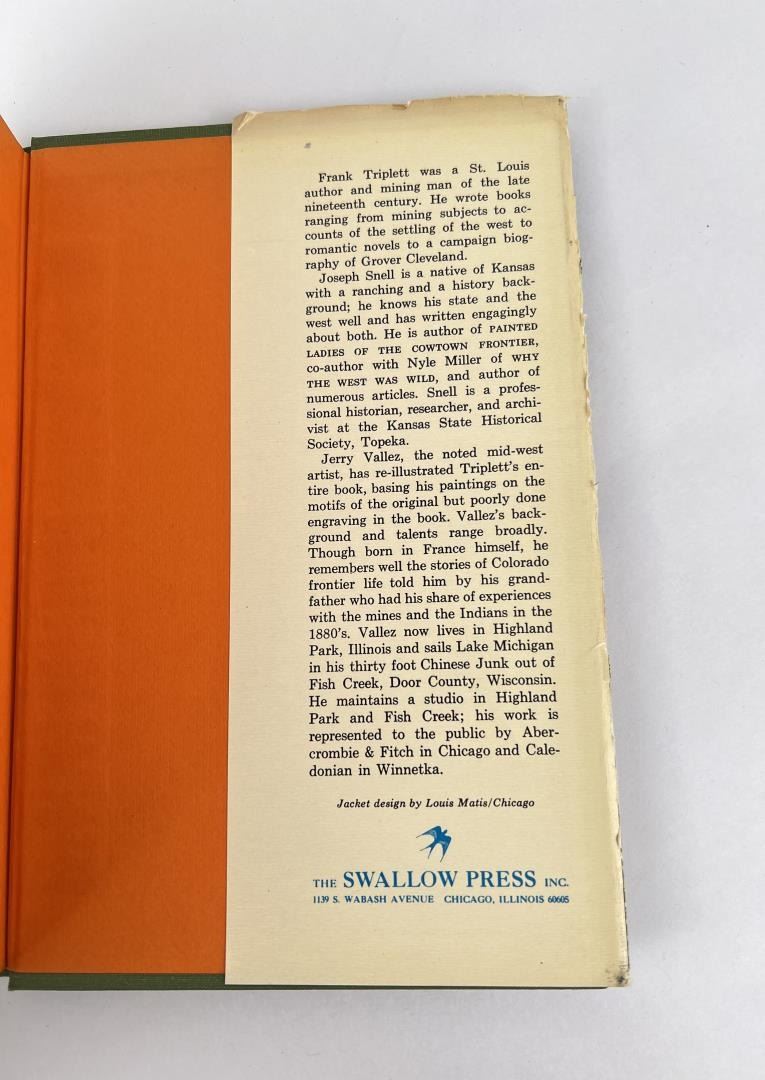 Frank Triplett was a St. Louis
author and mining man of the late
nineteenth century. He wrote books
ranging from mining subjects to ac-
counts of the settling of the west to
romantic novels to a campaign biog-
raphy of Grover Cleveland.
Joseph Snell is a native of Kansas
with a ranching and a history back-
ground; he knows his state and the
west well and has written engagingly
about both. He is author of PAINTED
LADIES OF THE COWTOWN FRONTIER,
co-author with Nyle Miller of WHY
THE WEST WAS WILD, and author of
numerous articles. Snell is a profes-
sional historian, researcher, and archi-
vist at the Kansas State Historical
Society, Topeka.
Jerry Vallez, the noted mid-west
artist, has re-illustrated Triplett's en-
tire book, basing his paintings on the
motifs of the original but poorly done
engraving in the book. Vallez's back-
ground and talents range broadly.
Though born in France himself, he
remembers well the stories of Colorado
frontier life told him by his grand-
father who had his share of experiences
with the mines and the Indians in the
1880's. Vallez now lives in Highland
Park, Illinois and sails Lake Michigan
in his thirty foot Chinese Junk out of
Fish Creek, Door County, Wisconsin.
He maintains a studio in Highland
Park and Fish Creek; his work is
represented to the public by Aber-
crombie & Fitch in Chicago and Cale-
donian in Winnetka.
Jacket design by Louis Matis/Chicago
THE SWALLOW PRESS INC.
1139 S. WABASH AVENUE CHICAGO, ILLINOIS 60605